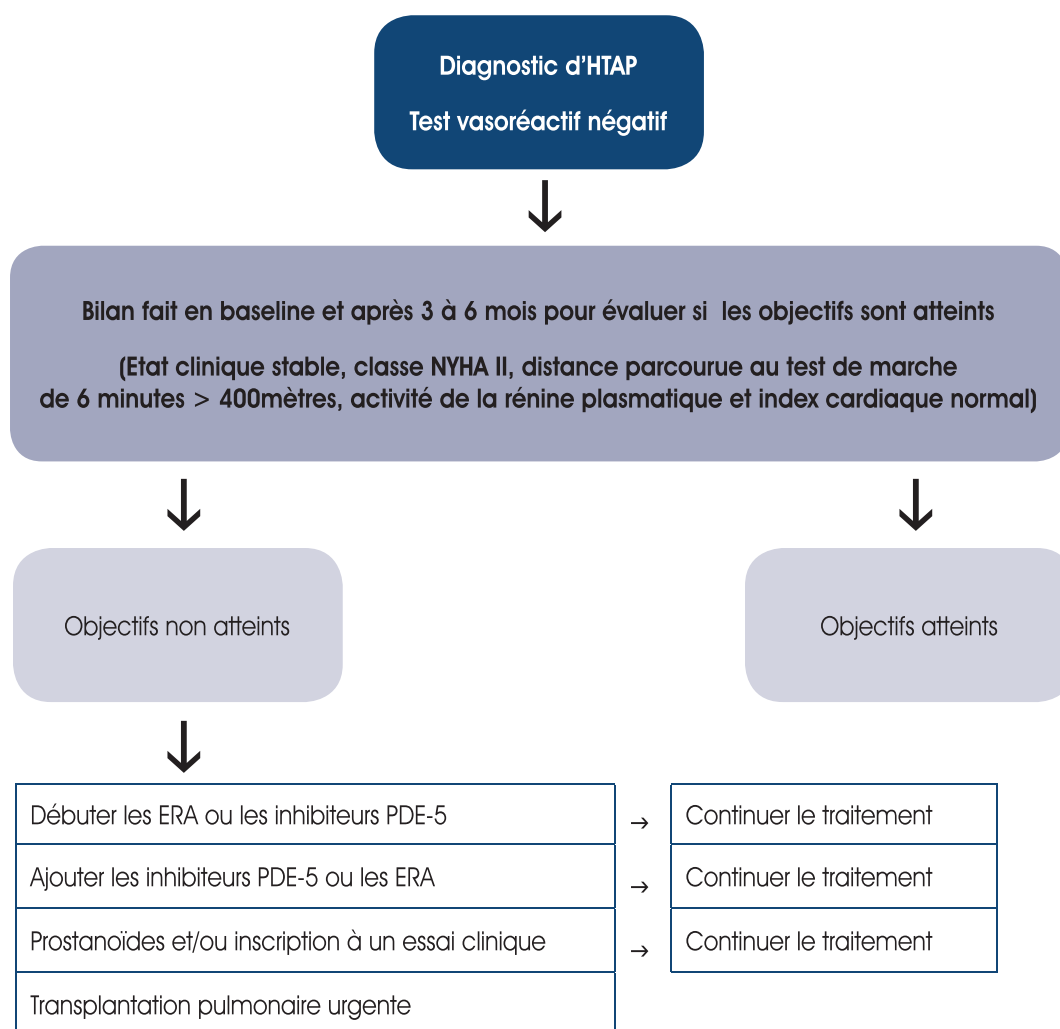 Diagnostic d'HTAP
Test vasoréactif négatif
Bilan fait en baseline et après 3 à 6 mois pour évaluer si les objectifs sont atteints
(Etat clinique stable, classe NYHA II, distance parcourue au test de marche
de 6 minutes > 400mètres, activité de la rénine plasmatique et index cardiaque normal)
Objectifs non atteints
Objectifs atteints
Débuter les ERA ou les inhibiteurs PDE-5 → Continuer le traitement
Ajouter les inhibiteurs PDE-5 ou les ERA → Continuer le traitement
Prostanoïdes et/ou inscription à un essai clinique → Continuer le traitement
Transplantation pulmonaire urgente